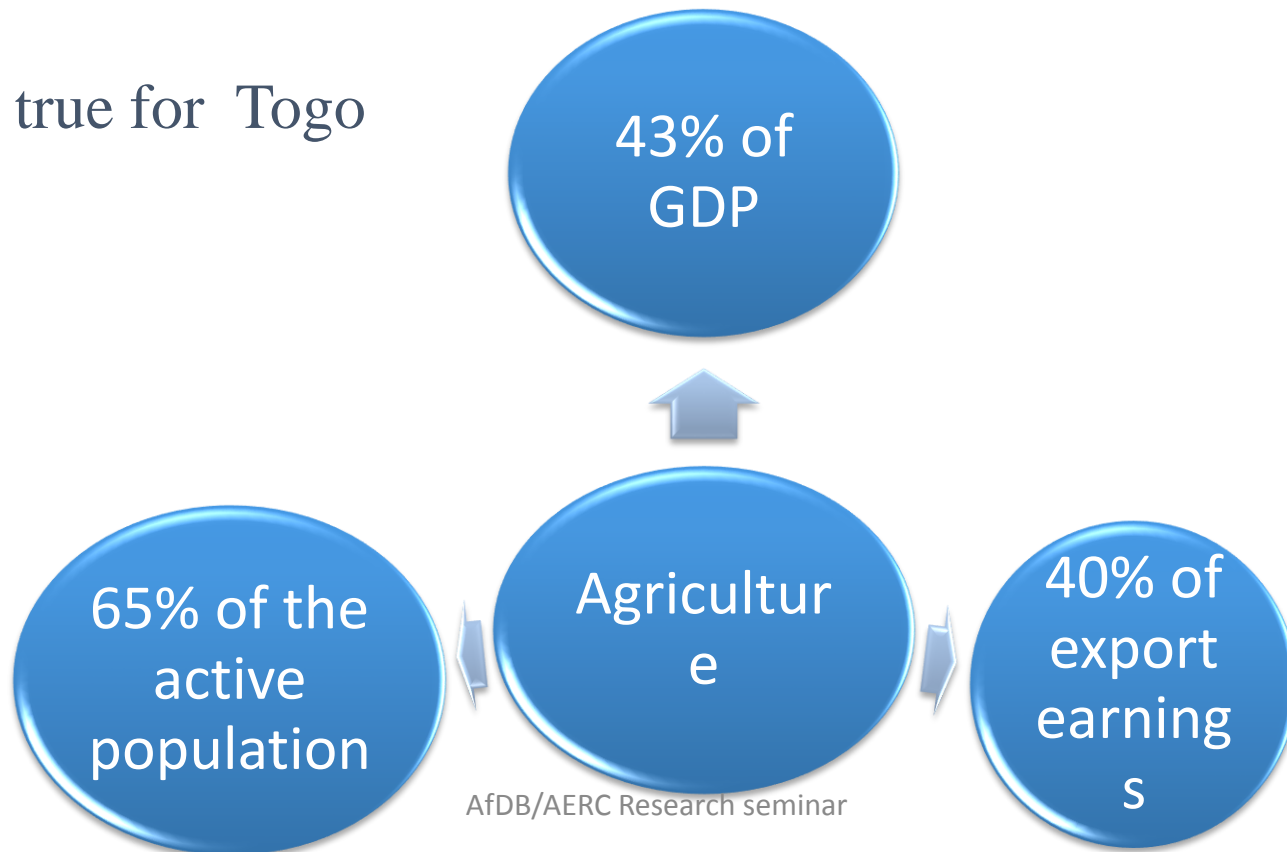 true for Togo
43% of
GDP
65% of the
active
population
Agricultur
e
40% of
export
earning
s
AfDB/AERC Research seminar